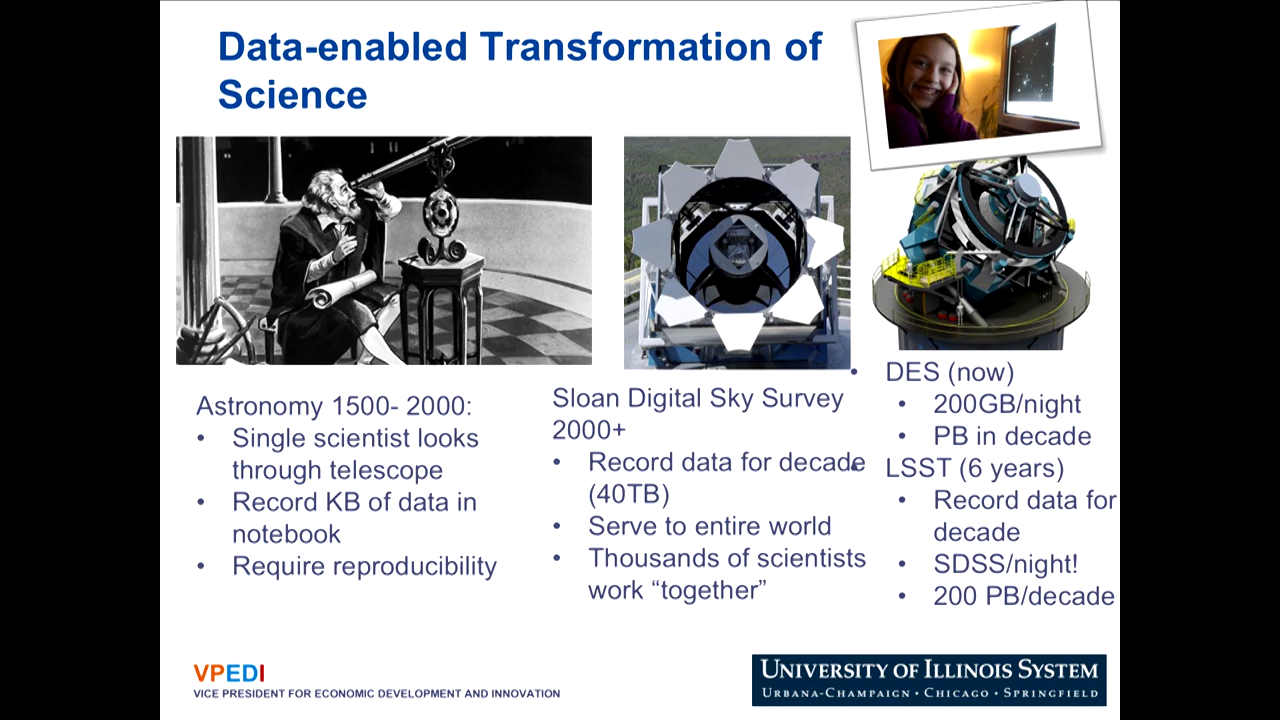 Data-enabled Transformation of
Science
Astronomy 1500- 2000:
• Single scientist looks
through telescope
• Record KB of data in
notebook
• Require reproducibility
Sloan Digital Sky Survey
2000+
• Record data for decade
(40TB)
• Serve to entire world
• Thousands of scientists
work “together”
• DES (now)
• 200GB/night
• PB in decade
• LSST (6 years)
• Record data for
decade
• SDSS/night!
• 200 PB/decade
VPEDI
VICE PRESIDENT FOR ECONOMIC DEVELOPMENT AND INNOVATION
UNIVERSITY OF ILLINOIS SYSTEM
URBANA-CHAMPAIGN • CHICAGO • SPRINGFIELD